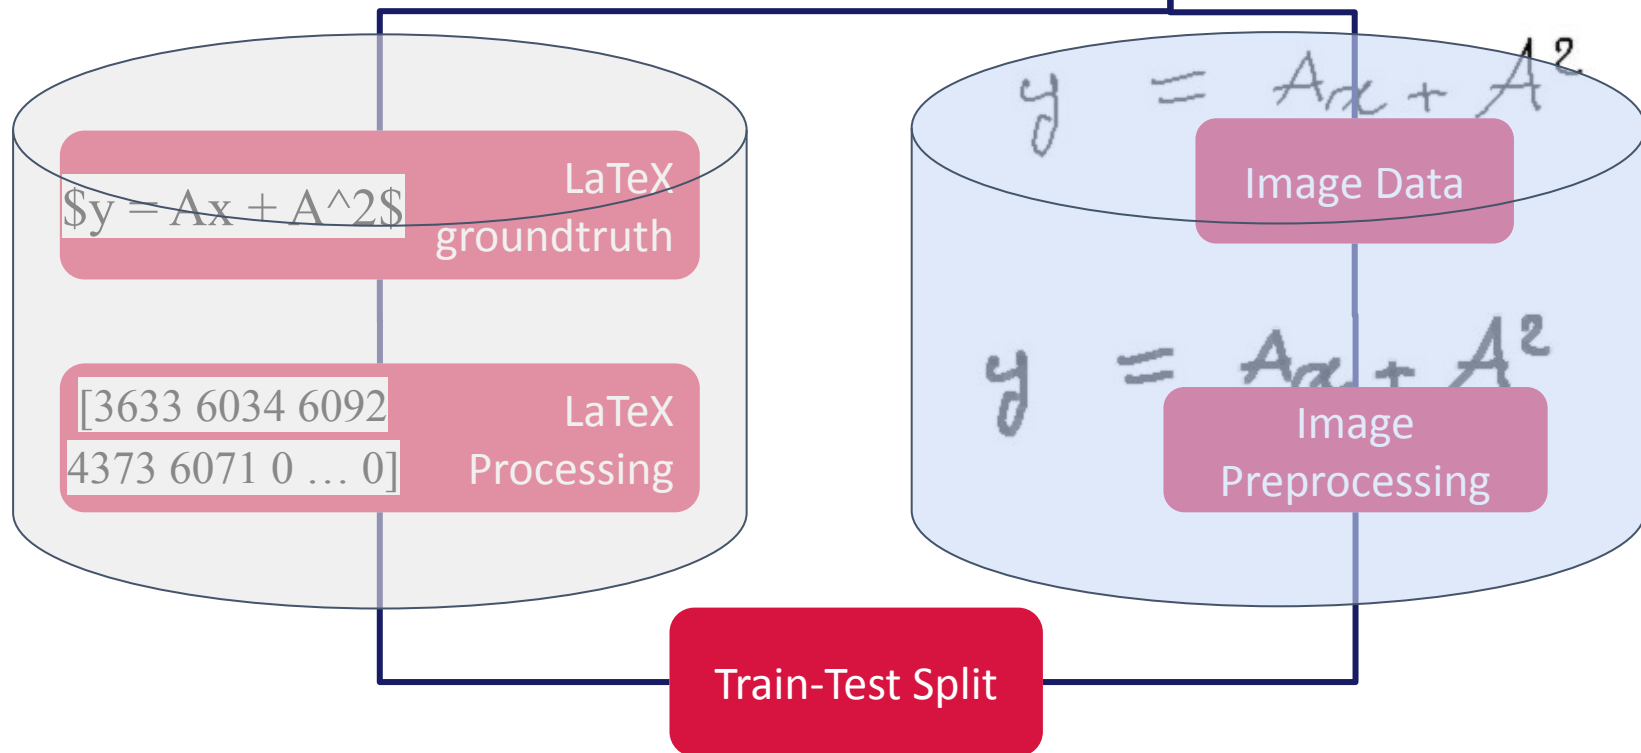 $y = Ax + A^2$
LaTeX
groundtruth
[3633 6034 6092
4373 6071 0 … 0]
LaTeX
Processing
y = Ax + A²
Image Data
y = Ax + A²
Image
Preprocessing
Train-Test Split